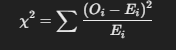 χ² = ∑ (Oᵢ − Eᵢ)² / Eᵢ